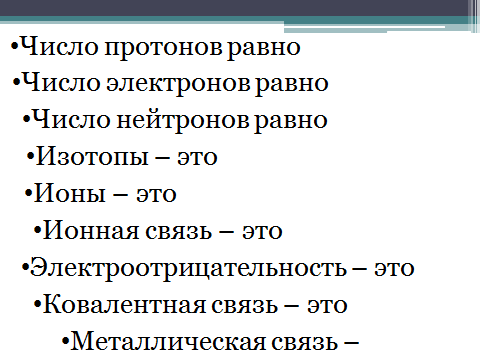 •Число протонов равно
•Число электронов равно
•Число нейтронов равно
•Изотопы – это
•Ионы – это
•Ионная связь – это
•Электроотрицательность – это
•Ковалентная связь – это
•Металлическая связь –